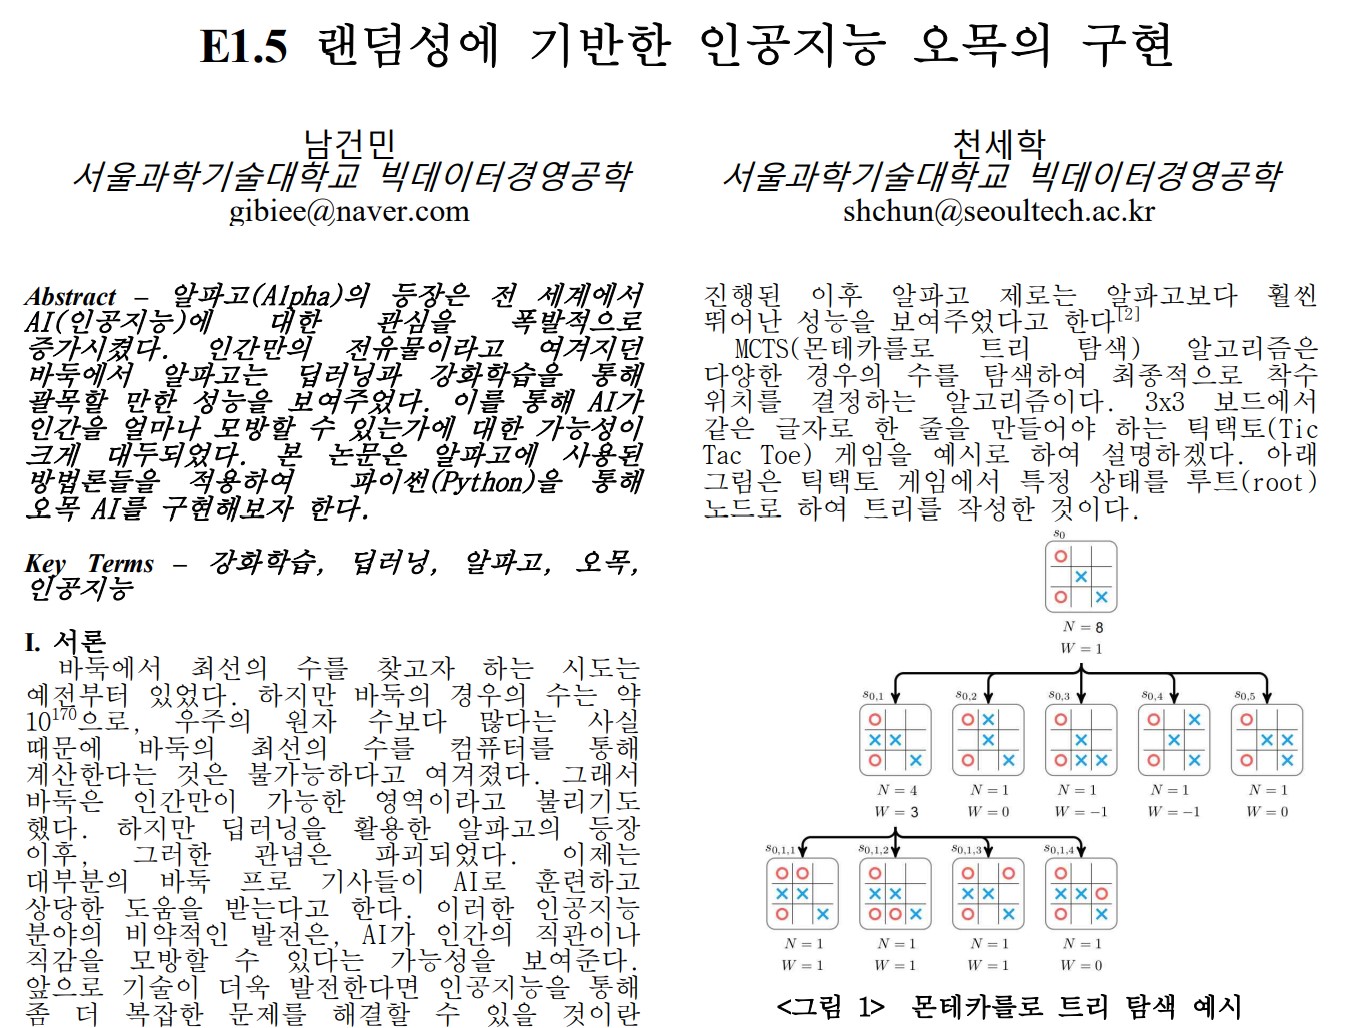 E1.5 랜덤성에 기반한 인공지능 오목의 구현
남건민
서울과학기술대학교 빅데이터경영공학
gibiee@naver.com
천세학
서울과학기술대학교 빅데이터경영공학
shchun@seoultech.ac.kr
Abstract – 알파고(Alpha)의 등장은 전 세계에서
AI(인공지능)에 대한 관심을 폭발적으로
증가시켰다. 인간만의 전유물이라고 여겨지던
바둑에서 알파고는 딥러닝과 강화학습을 통해
괄목할 만한 성능을 보여주었다. 이를 통해 AI가
인간을 얼마나 모방할 수 있는가에 대한 가능성이
크게 대두되었다. 본 논문은 알파고에 사용된
방법론들을 적용하여 파이썬(Python)을 통해
오목 AI를 구현해보자 한다.
Key Terms – 강화학습, 딥러닝, 알파고, 오목,
인공지능
I. 서론
바둑에서 최선의 수를 찾고자 하는 시도는
예전부터 있었다. 하지만 바둑의 경우의 수는 약
10¹⁷⁰으로, 우주의 원자 수보다 많다는 사실
때문에 바둑의 최선의 수를 컴퓨터를 통해
계산한다는 것은 불가능하다고 여겨졌다. 그래서
바둑은 인간만이 가능한 영역이라고 불리기도
했다. 하지만 딥러닝을 활용한 알파고의 등장
이후, 그러한 관념은 파괴되었다. 이제는
대부분의 바둑 프로 기사들이 AI로 훈련하고
상당한 도움을 받는다고 한다. 이러한 인공지능
분야의 비약적인 발전은, AI가 인간의 직관이나
직감을 모방할 수 있다는 가능성을 보여준다.
앞으로 기술이 더욱 발전한다면 인공지능을 통해
좀 더 복잡한 문제를 해결할 수 있을 것이란
진행된 이후 알파고 제로는 알파고보다 훨씬
뛰어난 성능을 보여주었다고 한다[2]
MCTS(몬테카를로 트리 탐색) 알고리즘은
다양한 경우의 수를 탐색하여 최종적으로 착수
위치를 결정하는 알고리즘이다. 3x3 보드에서
같은 글자로 한 줄을 만들어야 하는 틱택토(Tic
Tac Toe) 게임을 예시로 하여 설명하겠다. 아래
그림은 틱택토 게임에서 특정 상태를 루트(root)
노드로 하여 트리를 작성한 것이다.
s0
N = 8
W = 1
s0,1 s0,2 s0,3 s0,4 s0,5
N = 4 N = 1 N = 1 N = 1 N = 1
W = 3 W = 0 W = −1 W = −1 W = 0
s0,1,1 s0,1,2 s0,1,3 s0,1,4
N = 1 N = 1 N = 1 N = 1
W = 1 W = 1 W = 1 W = 0
<그림 1> 몬테카를로 트리 탐색 예시